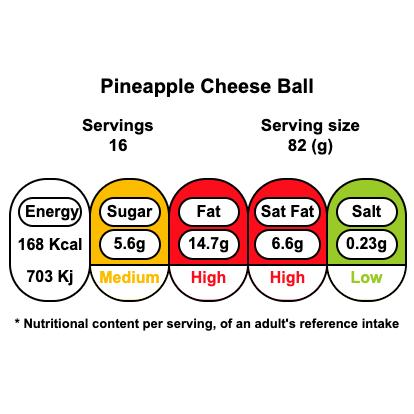 Pineapple Cheese Ball
Servings
16
Serving size
82 (g)
Energy
168 Kcal
703 Kj
Sugar
5.6g
Medium
Fat
14.7g
High
Sat Fat
6.6g
High
Salt
0.23g
Low
* Nutritional content per serving, of an adult's reference intake